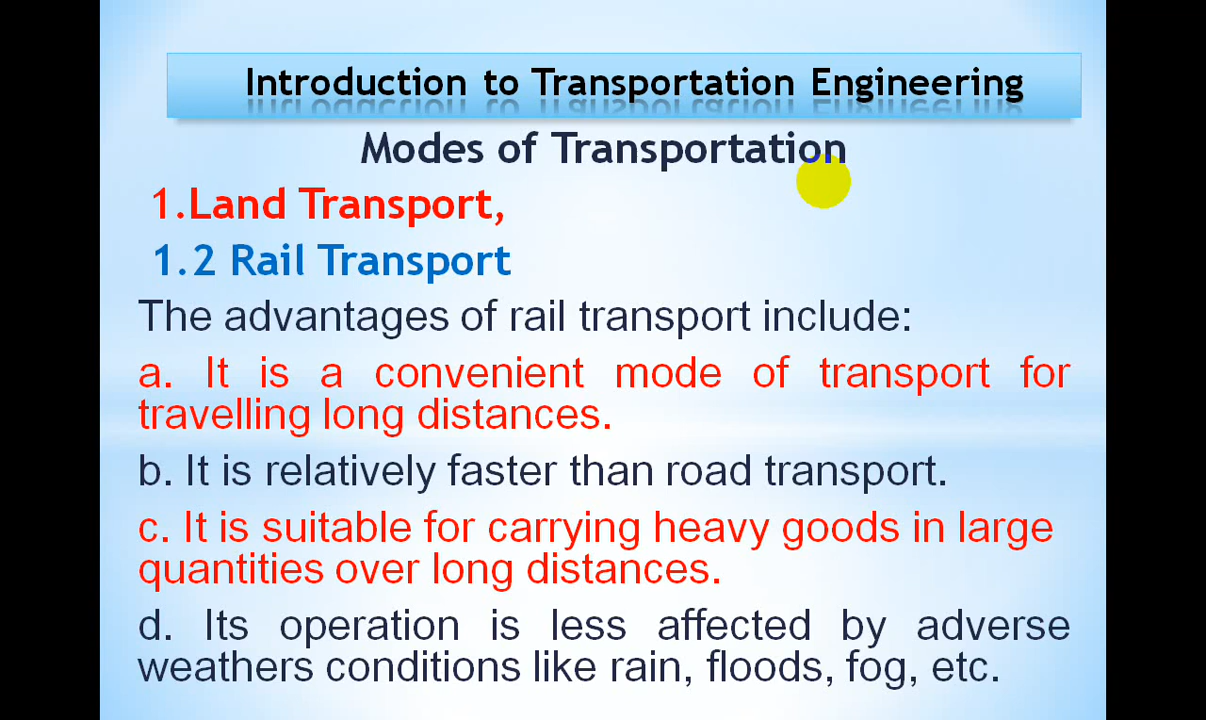 Introduction to Transportation Engineering
Modes of Transportation
1.Land Transport,
1.2 Rail Transport
The advantages of rail transport include:
a. It is a convenient mode of transport for
travelling long distances.
b. It is relatively faster than road transport.
c. It is suitable for carrying heavy goods in large
quantities over long distances.
d. Its operation is less affected by adverse
weathers conditions like rain, floods, fog, etc.